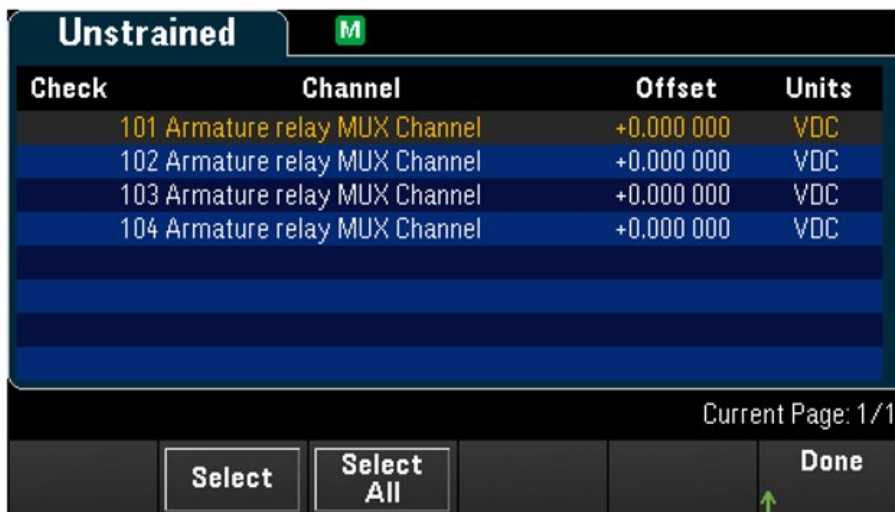 Unstrained M
Check Channel Offset Units
101 Armature relay MUX Channel +0.000 000 VDC
102 Armature relay MUX Channel +0.000 000 VDC
103 Armature relay MUX Channel +0.000 000 VDC
104 Armature relay MUX Channel +0.000 000 VDC
Current Page: 1/1
Select Select All Done